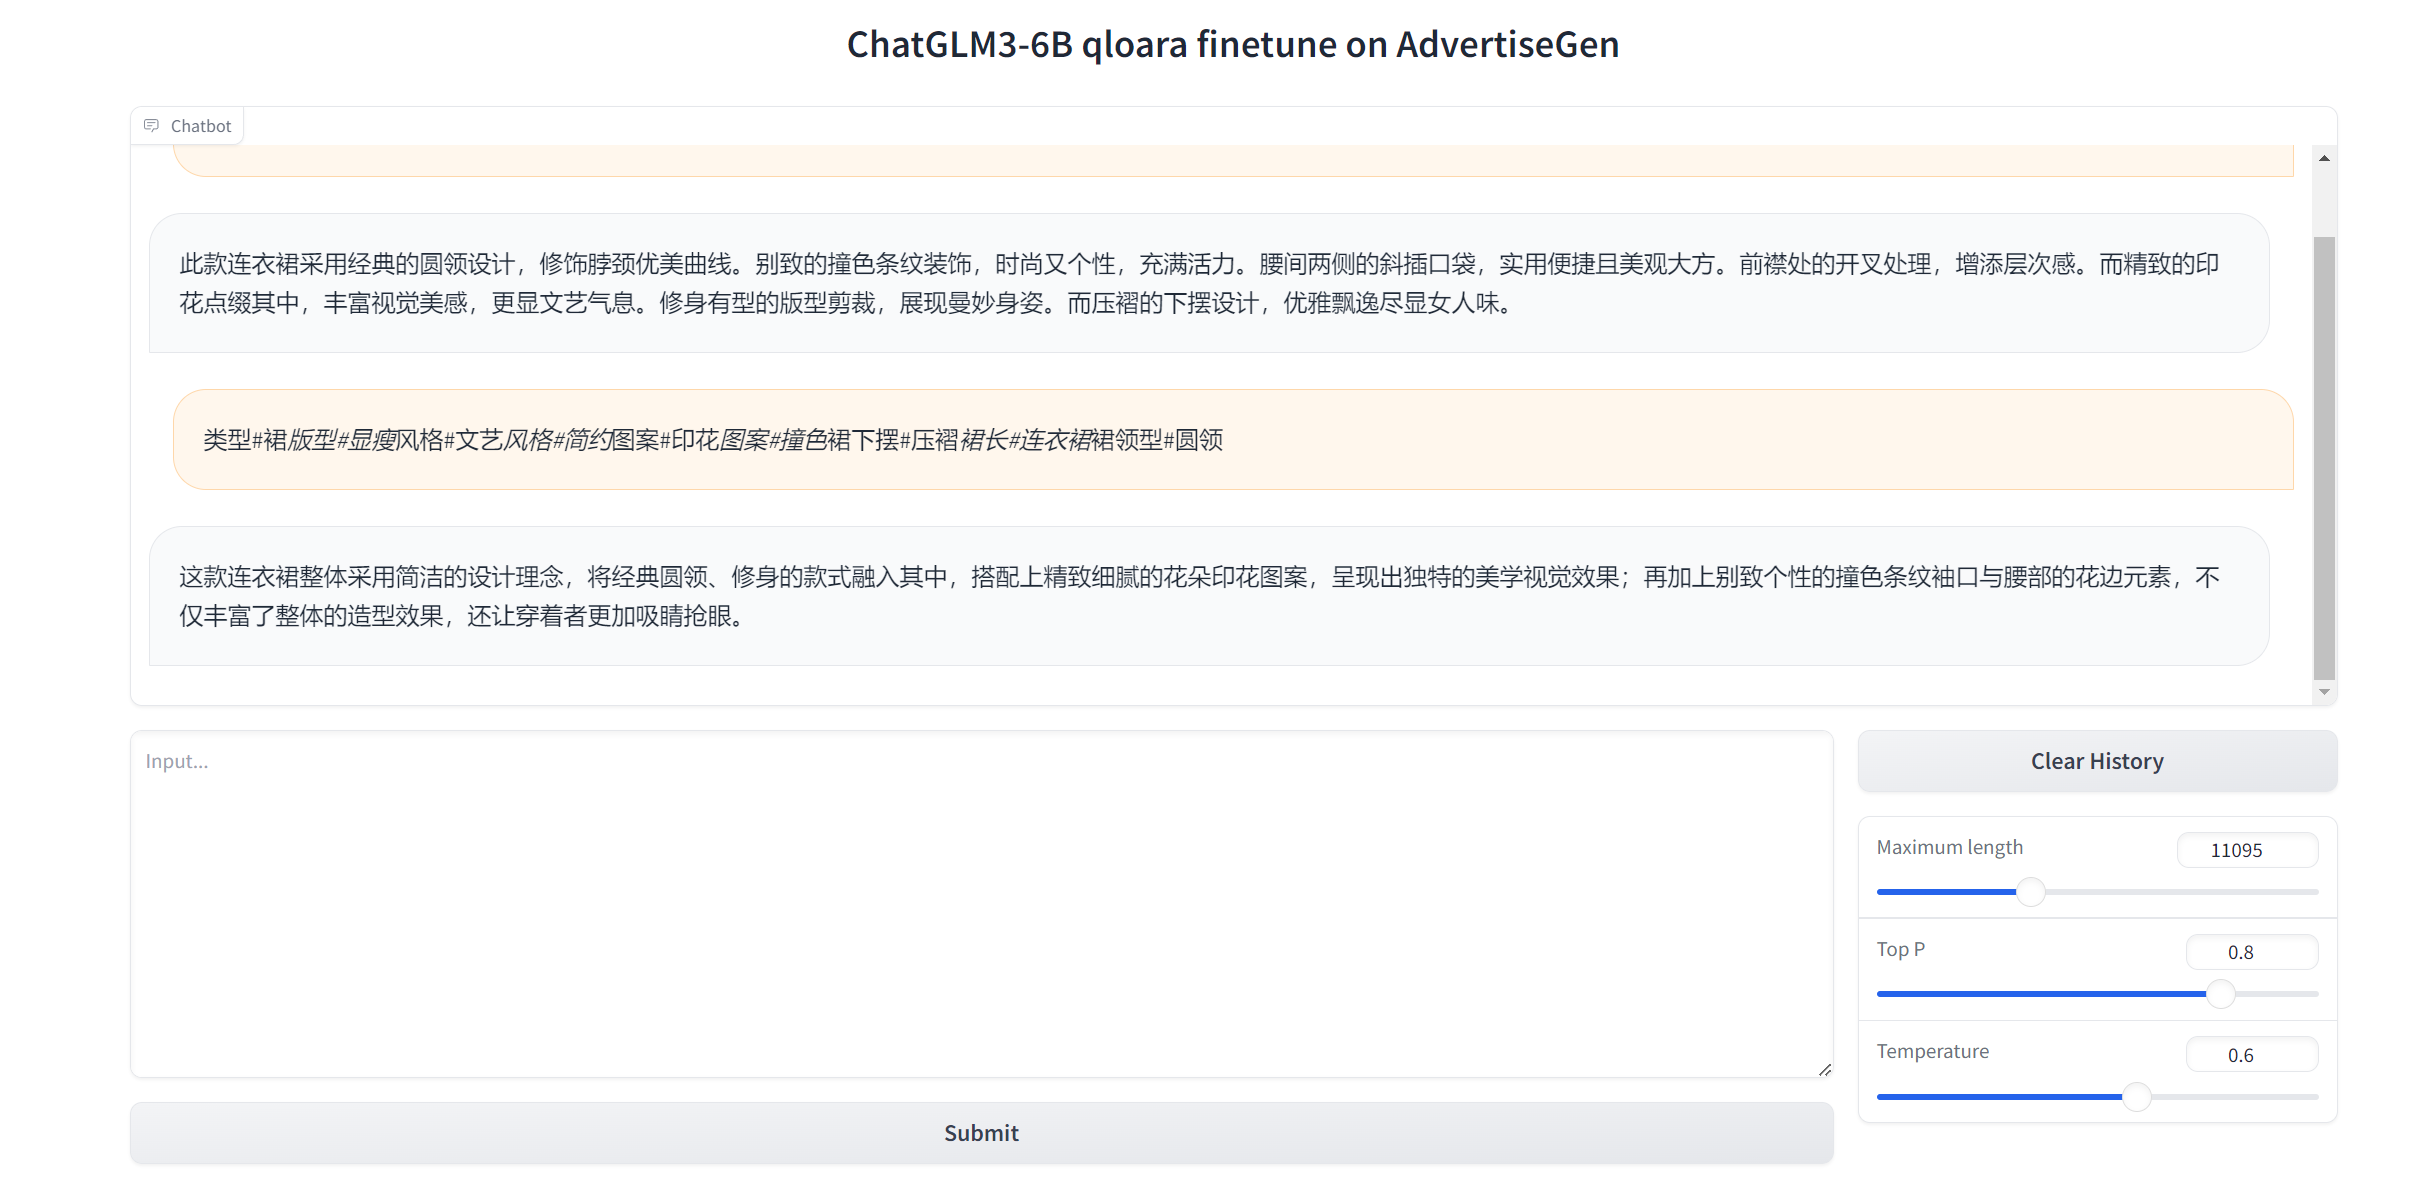 ChatGLM3-6B qloara finetune on AdvertiseGen
Chatbot
此款连衣裙采用经典的圆领设计，修饰脖颈优美曲线。别致的撞色条纹装饰，时尚又个性，充满活力。腰间两侧的斜插口袋，实用便捷且美观大方。前襟处的开叉处理，增添层次感。而精致的印
花点缀其中，丰富视觉美感，更显文艺气息。修身有型的版型剪裁，展现曼妙身姿。而压褶的下摆设计，优雅飘逸尽显女人味。
类型#裙版型#显瘦风格#文艺风格#简约图案#印花图案#撞色裙下摆#压褶裙长#连衣裙裙领型#圆领
这款连衣裙整体采用简洁的设计理念，将经典圆领、修身的款式融入其中，搭配上精致细腻的花朵印花图案，呈现出独特的美学视觉效果；再加上别致个性的撞色条纹袖口与腰部的花边元素，不
仅丰富了整体的造型效果，还让穿着者更加吸睛抢眼。
Input...
Clear History
Maximum length
11095
Top P
0.8
Temperature
0.6
Submit